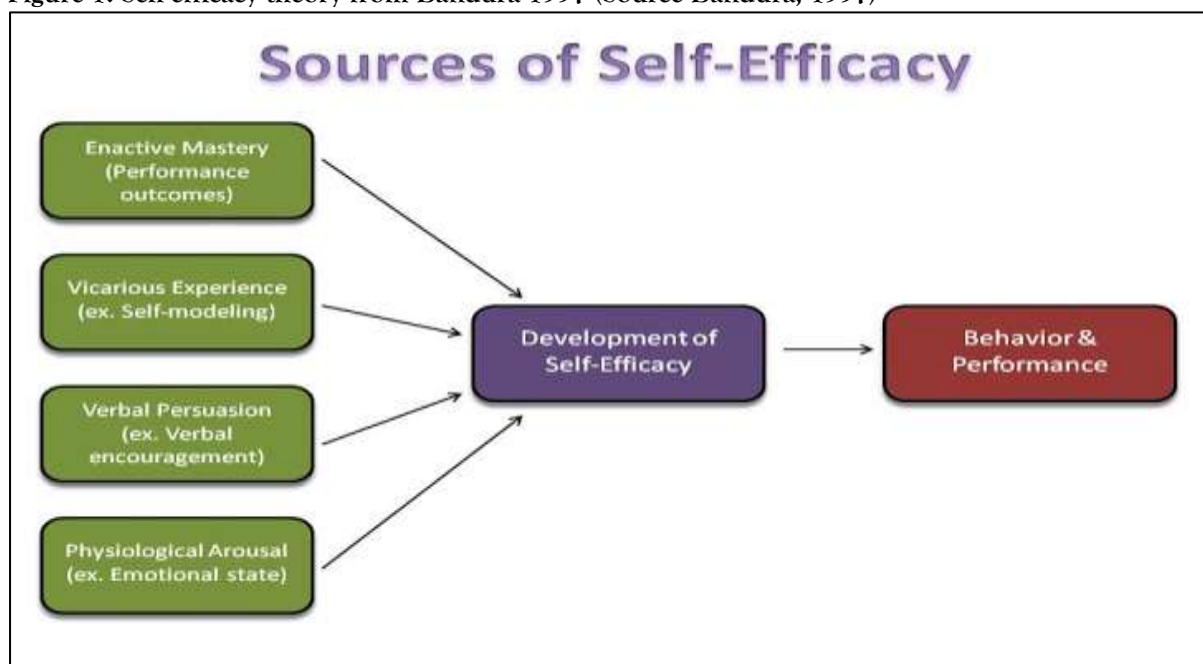 Sources of Self-Efficacy
Enactive Mastery
(Performance
outcomes)
Vicarious Experience
(ex. Self-modeling)
Verbal Persuasion
(ex. Verbal
encouragement)
Physiological Arousal
(ex. Emotional state)
Development of
Self-Efficacy
Behavior &
Performance